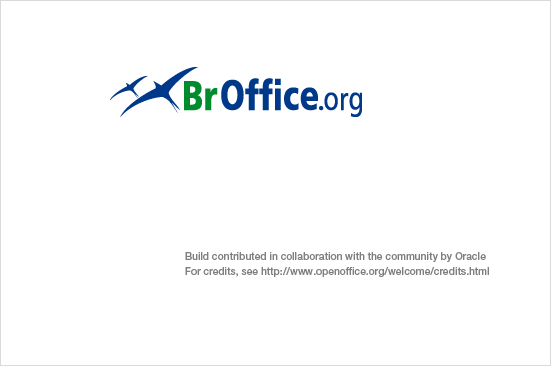 BrOffice.org
Build contributed in collaboration with the community by Oracle
For credits, see http://www.openoffice.org/welcome/credits.html